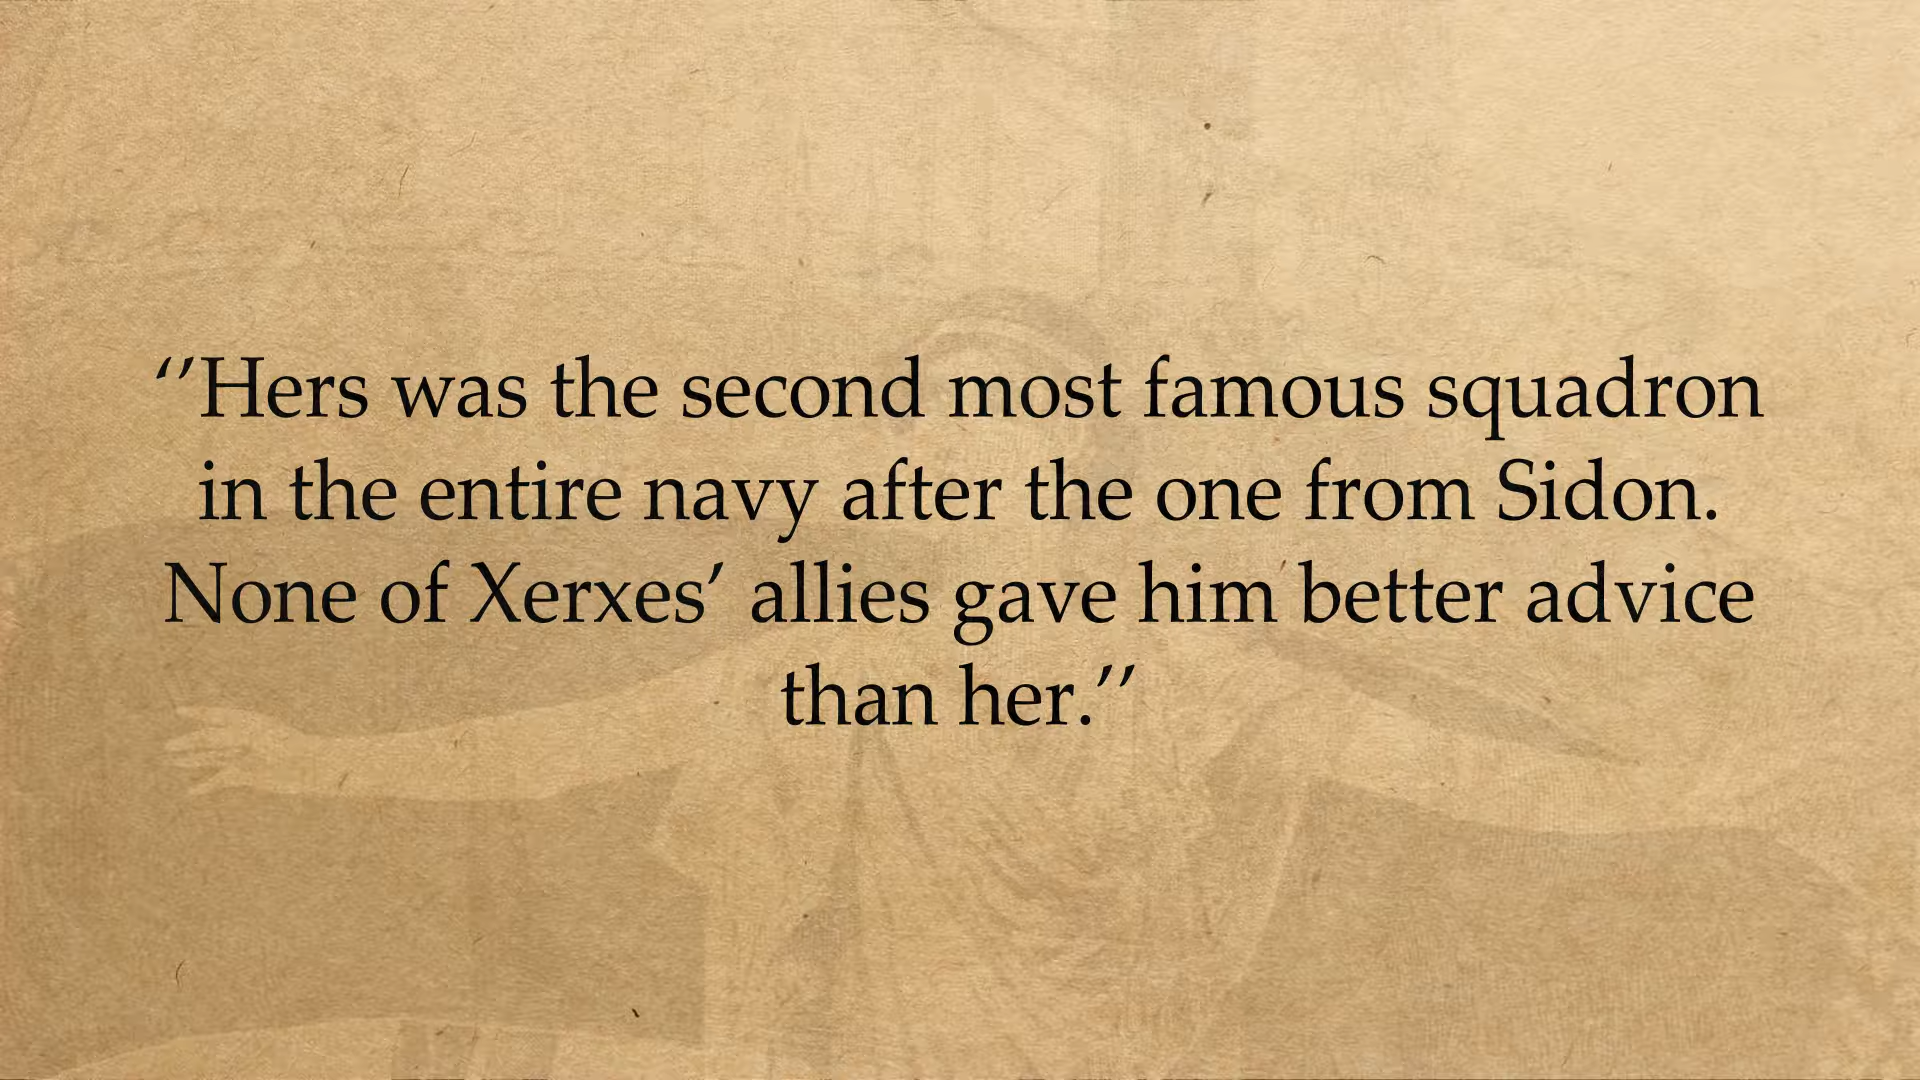 ‘’Hers was the second most famous squadron
in the entire navy after the one from Sidon.
None of Xerxes’ allies gave him better advice
than her.’’